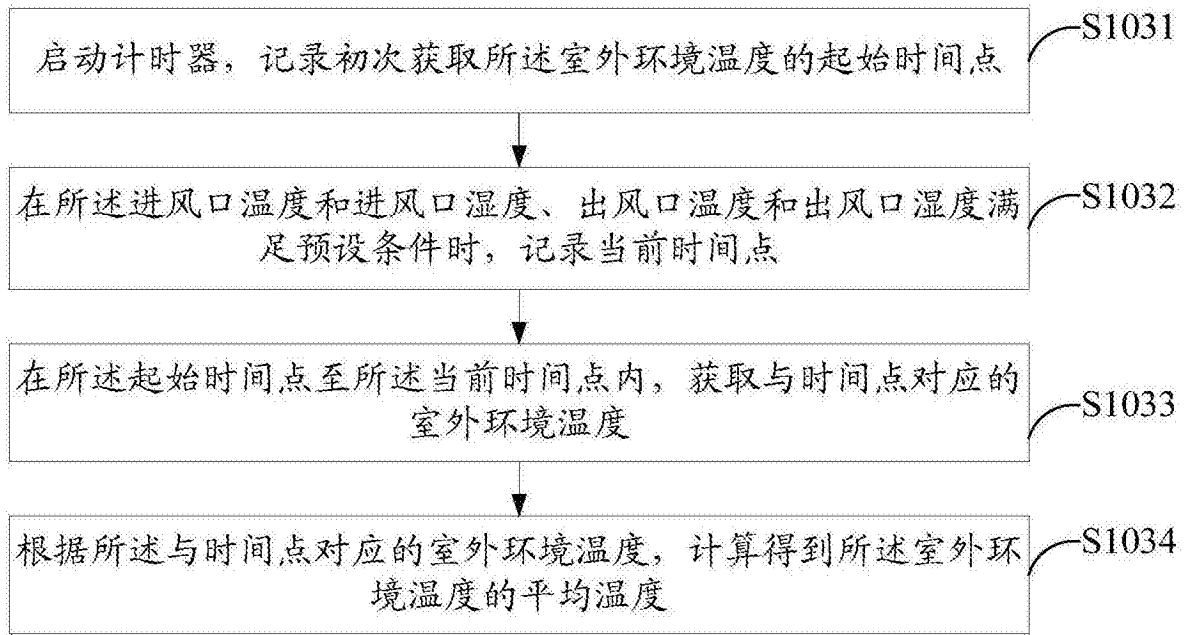 启动计时器，记录初次获取所述室外环境温度的起始时间点
S1031
在所述进风口温度和进风口湿度、出风口温度和出风口湿度满
足预设条件时，记录当前时间点
S1032
在所述起始时间点至所述当前时间点内，获取与时间点对应的
室外环境温度
S1033
根据所述与时间点对应的室外环境温度，计算得到所述室外环
境温度的平均温度
S1034